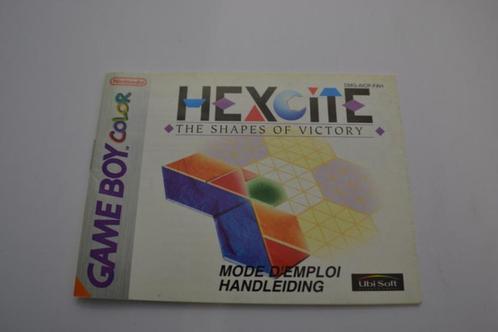 Nintendo
GAME BOY COLOR
HEXCITE
THE SHAPES OF VICTORY
MODE D'EMPLOI
HANDLEIDING
Ubi Soft